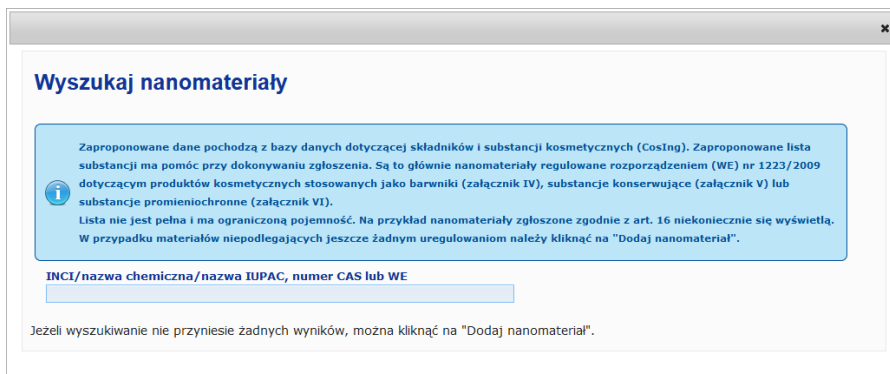 Wyszukaj nanomateriały
Zaproponowane dane pochodzą z bazy danych dotyczącej składników i substancji kosmetycznych (CosIng). Zaproponowane lista
substancji ma pomóc przy dokonywaniu zgłoszenia. Są to głównie nanomateriały regulowane rozporządzeniem (WE) nr 1223/2009
dotyczącym produktów kosmetycznych stosowanych jako barwniki (załącznik IV), substancje konserwujące (załącznik V) lub
substancje promieniochronne (załącznik VI).
Lista nie jest pełna i ma ograniczoną pojemność. Na przykład nanomateriały zgłoszone zgodnie z art. 16 niekoniecznie się wyświetlą.
W przypadku materiałów niepodlegających jeszcze żadnym uregulowaniom należy kliknąć na "Dodaj nanomateriał".
INCI/nazwa chemiczna/nazwa IUPAC, numer CAS lub WE
Jeżeli wyszukiwanie nie przyniesie żadnych wyników, można kliknąć na "Dodaj nanomateriał".